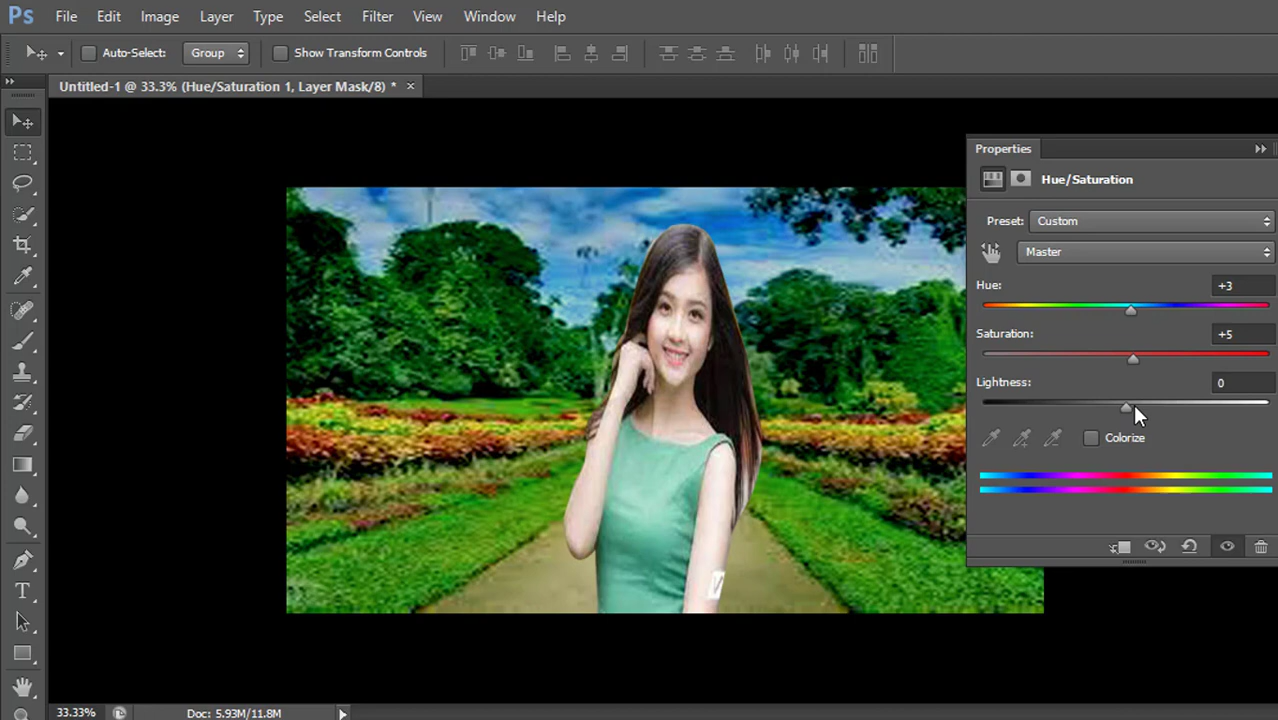 Ps File Edit Image Layer Type Select Filter View Window Help
Auto-Select: Group Show Transform Controls
Untitled-1 @ 33.3% (Hue/Saturation 1, Layer Mask/8) *
Properties
Hue/Saturation
Preset: Custom
Master
Hue: +3
Saturation: +5
Lightness: 0
Colorize
T
33.33% Doc: 5.93M/11.8M